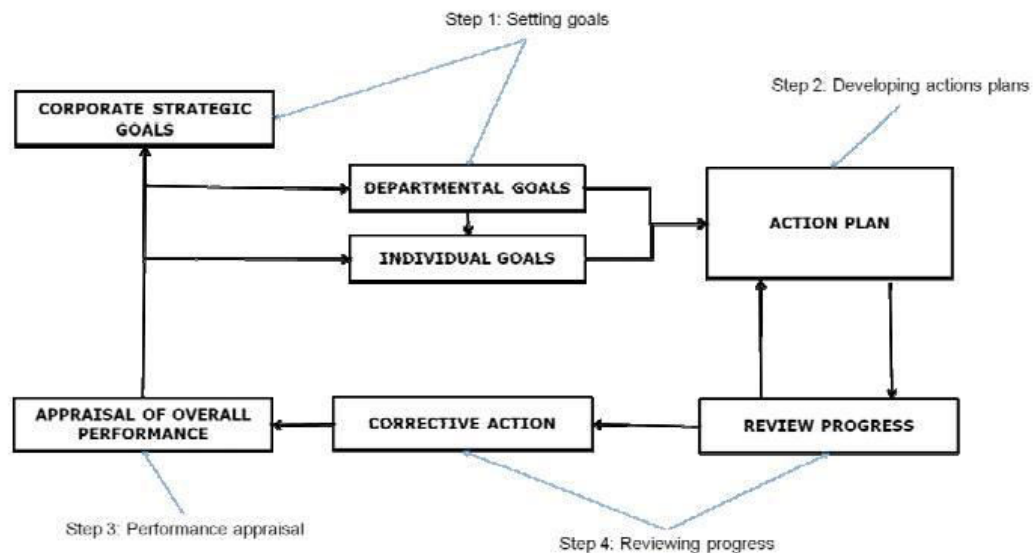 Step 1: Setting goals
CORPORATE STRATEGIC
GOALS
Step 2: Developing actions plans
DEPARTMENTAL GOALS
ACTION PLAN
INDIVIDUAL GOALS
APPRAISAL OF OVERALL
PERFORMANCE
CORRECTIVE ACTION
REVIEW PROGRESS
Step 3: Performance appraisal
Step 4: Reviewing progress